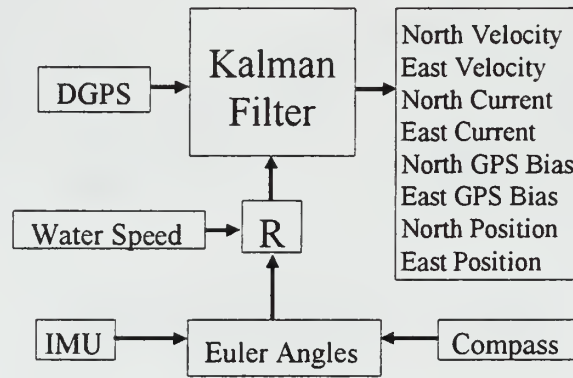 Kalman
Filter
DGPS
North Velocity
East Velocity
North Current
East Current
North GPS Bias
East GPS Bias
North Position
East Position
Water Speed
R
IMU
Euler Angles
Compass